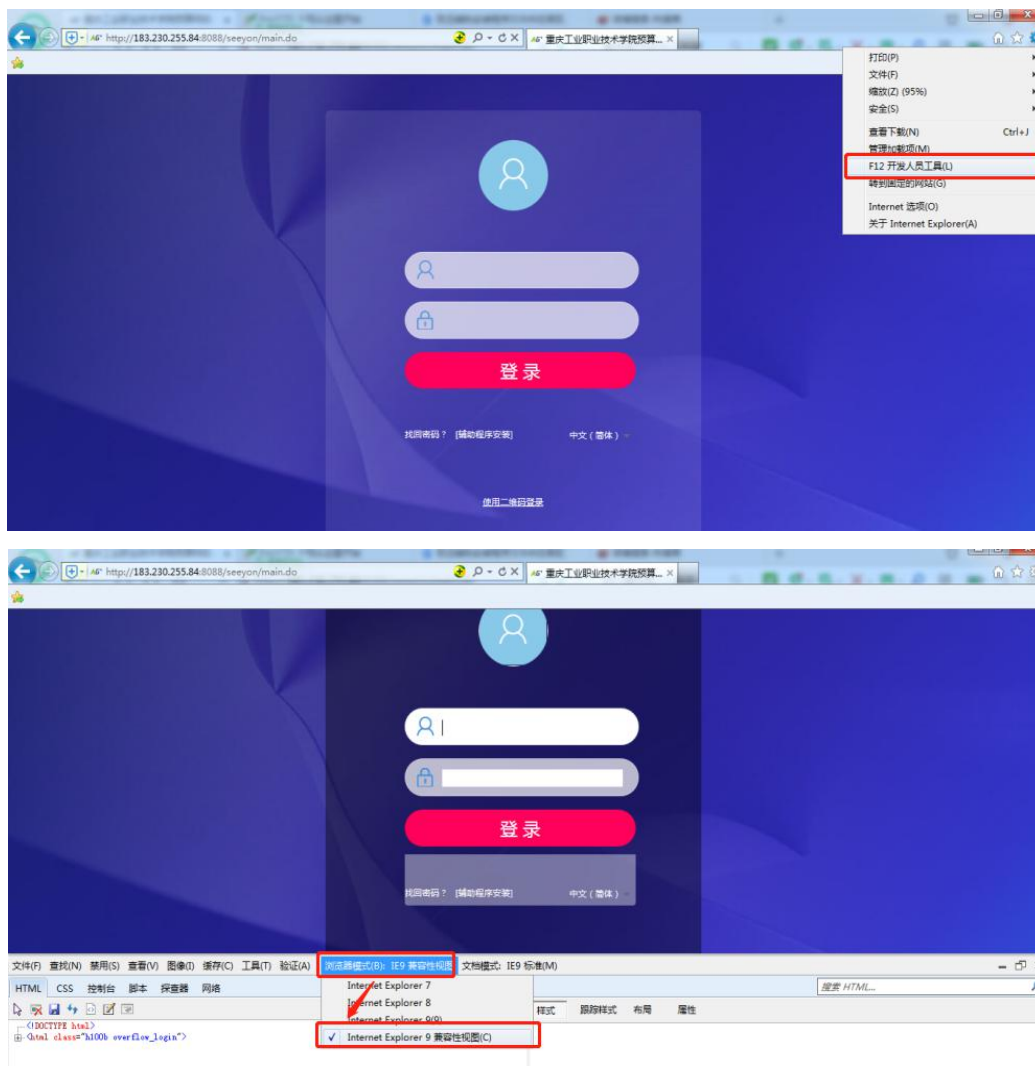 http://183.230.255.84:8088/seeyon/main.do
重庆工业职业技术学院预算...
打印(P)
文件(F)
缩放(Z) (95%)
安全(S)
查看下载(N) Ctrl+J
管理加载项(M)
F12 开发人员工具(L)
转到固定的网站(G)
Internet 选项(O)
关于 Internet Explorer(A)
登录
找回密码？ [辅助程序安装] 中文（简体）
使用二维码登录
http://183.230.255.84:8088/seeyon/main.do
重庆工业职业技术学院预算...
登录
找回密码？ [辅助程序安装] 中文（简体）
文件(F) 查找(N) 禁用(S) 查看(V) 图像(I) 缓存(C) 工具(T) 验证(A) 浏览器模式(B): IE9 兼容性视图 文档模式: IE9 标准(M)
HTML CSS 控制台 脚本 探查器 网络 搜索 HTML...
Internet Explorer 7
Internet Explorer 8
Internet Explorer 9(9)
Internet Explorer 9 兼容性视图(C)
样式 跟踪样式 布局 属性
<!DOCTYPE html>
<html class="h100b overflow_login">